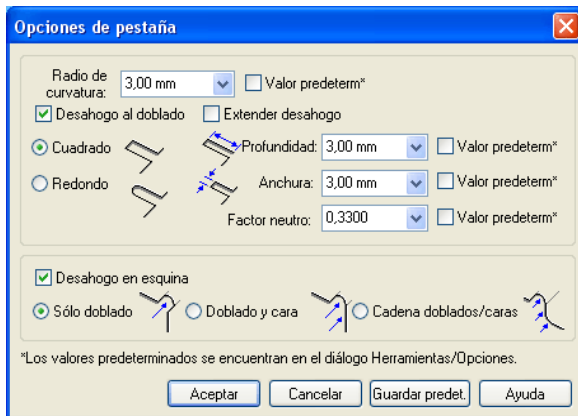 Opciones de pestaña
Radio de curvatura: 3,00 mm Valor predeterm*
Desahogo al doblado Extender desahogo
Cuadrado Profundidad: 3,00 mm Valor predeterm*
Redondo Anchura: 3,00 mm Valor predeterm*
Factor neutro: 0,3300 Valor predeterm*
Desahogo en esquina
Sólo doblado Doblado y cara Cadena doblados/caras
*Los valores predeterminados se encuentran en el diálogo Herramientas/Opciones.
Aceptar Cancelar Guardar predet. Ayuda